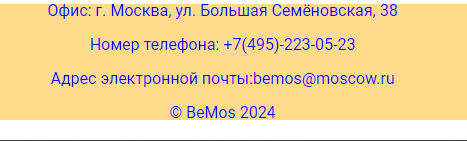 Офис: г. Москва, ул. Большая Семёновская, 38
Номер телефона: +7(495)-223-05-23
Адрес электронной почты:bemos@moscow.ru
© BeMos 2024